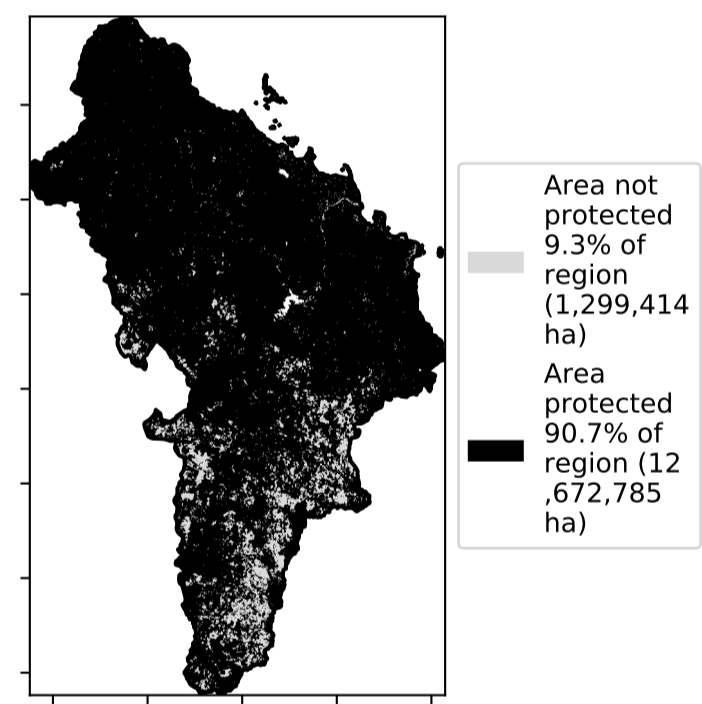 Area not
protected
9.3% of
region
(1,299,414
ha)
Area
protected
90.7% of
region (12
,672,785
ha)